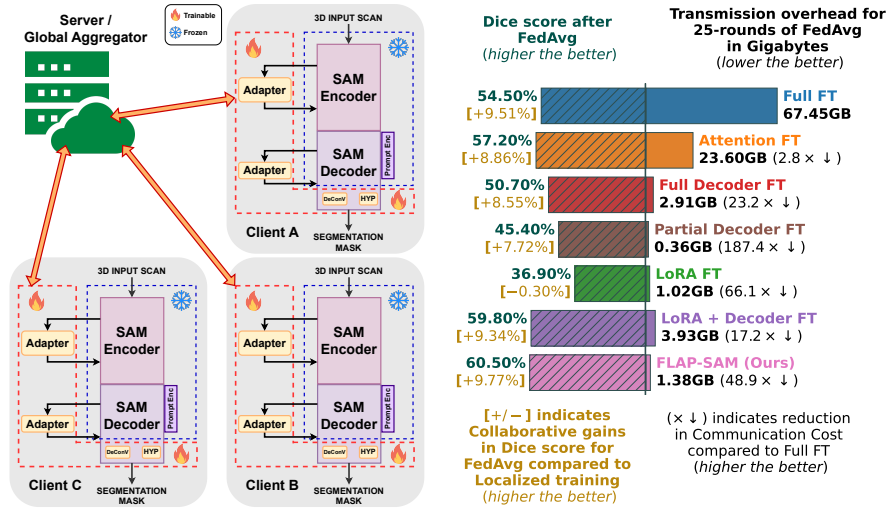 Server /
Global Aggregator
Trainable
Frozen
3D INPUT SCAN
SAM
Encoder
Adapter
SAM
Decoder
Adapter
Prompt Enc
DeConV
HYP
Client A
SEGMENTATION
MASK
3D INPUT SCAN
SAM
Encoder
Adapter
SAM
Decoder
Adapter
Prompt Enc
DeConV
HYP
Client C
SEGMENTATION
MASK
3D INPUT SCAN
SAM
Encoder
Adapter
SAM
Decoder
Adapter
Prompt Enc
DeConV
HYP
Client B
SEGMENTATION
MASK
Dice score after
FedAvg
(higher the better)
Transmission overhead for
25-rounds of FedAvg
in Gigabytes
(lower the better)
54.50%
[+9.51%]
Full FT
67.45GB
57.20%
[+8.86%]
Attention FT
23.60GB (2.8 × ↓ )
50.70%
[+8.55%]
Full Decoder FT
2.91GB (23.2 × ↓ )
45.40%
[+7.72%]
Partial Decoder FT
0.36GB (187.4 × ↓ )
36.90%
[−0.30%]
LoRA FT
1.02GB (66.1 × ↓ )
59.80%
[+9.34%]
LoRA + Decoder FT
3.93GB (17.2 × ↓ )
60.50%
[+9.77%]
FLAP-SAM (Ours)
1.38GB (48.9 × ↓ )
[+/−] indicates
Collaborative gains
in Dice score for
FedAvg compared to
Localized training
(higher the better)
(× ↓ ) indicates reduction
in Communication Cost
compared to Full FT
(higher the better)